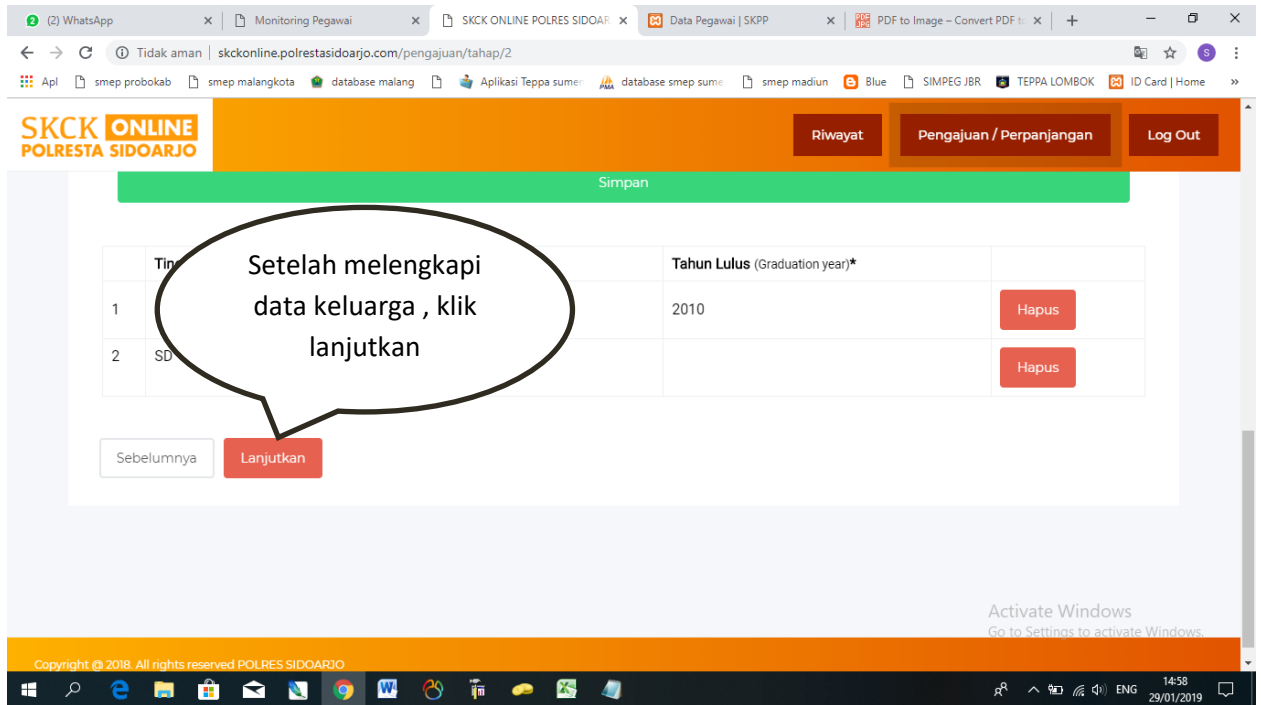 (2) WhatsApp
Monitoring Pegawai
SKCK ONLINE POLRES SIDOAR
Data Pegawai | SKPP
PDF to Image – Convert PDF to
Tidak aman | skckonline.polrestasidoarjo.com/pengajuan/tahap/2
S
Apl
smep probokab
smep malangkota
database malang
Aplikasi Teppa sumen
database smep sume
smep madiun
Blue
SIMPEG JBR
TEPPA LOMBOK
ID Card | Home
»
SKCK ONLINE
POLRESTA SIDOARJO
Riwayat
Pengajuan / Perpanjangan
Log Out
Simpan
Tahun Lulus (Graduation year)*
Setelah melengkapi
data keluarga , klik
lanjutkan
1
2010
Hapus
2
SD
Hapus
Sebelumnya
Lanjutkan
Activate Windows
Go to Settings to activate Windows.
Copyright @ 2018. All rights reserved POLRES SIDOARJO
ENG
14:58
29/01/2019